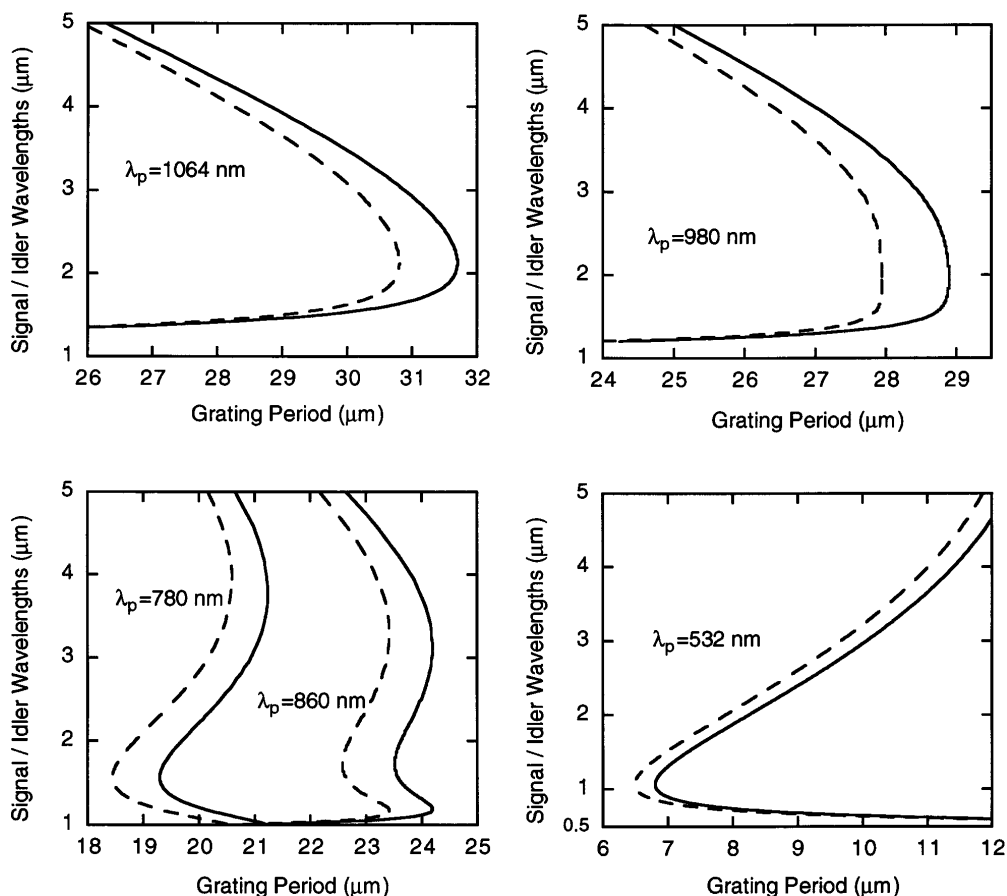 5
4
3
2
1
Signal / Idler Wavelengths (μm)
λp=1064 nm
26 27 28 29 30 31 32
Grating Period (μm)
5
4
3
2
1
Signal / Idler Wavelengths (μm)
λp=980 nm
24 25 26 27 28 29
Grating Period (μm)
5
4
3
2
1
Signal / Idler Wavelengths (μm)
λp=780 nm
λp=860 nm
18 19 20 21 22 23 24 25
Grating Period (μm)
5
4
3
2
1
0.5
Signal / Idler Wavelengths (μm)
λp=532 nm
6 7 8 9 10 11 12
Grating Period (μm)